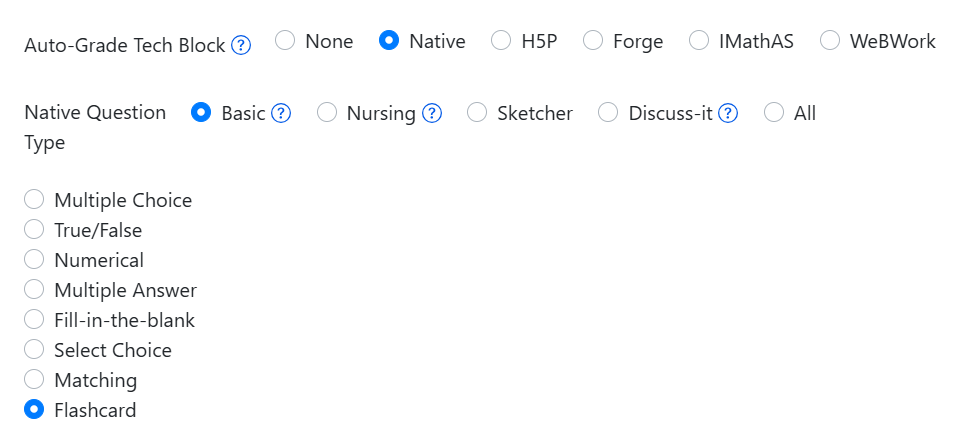 Auto-Grade Tech Block ? None Native H5P Forge IMathAS WeBWork
Native Question Type Basic ? Nursing ? Sketcher Discuss-it ? All
Multiple Choice
True/False
Numerical
Multiple Answer
Fill-in-the-blank
Select Choice
Matching
Flashcard